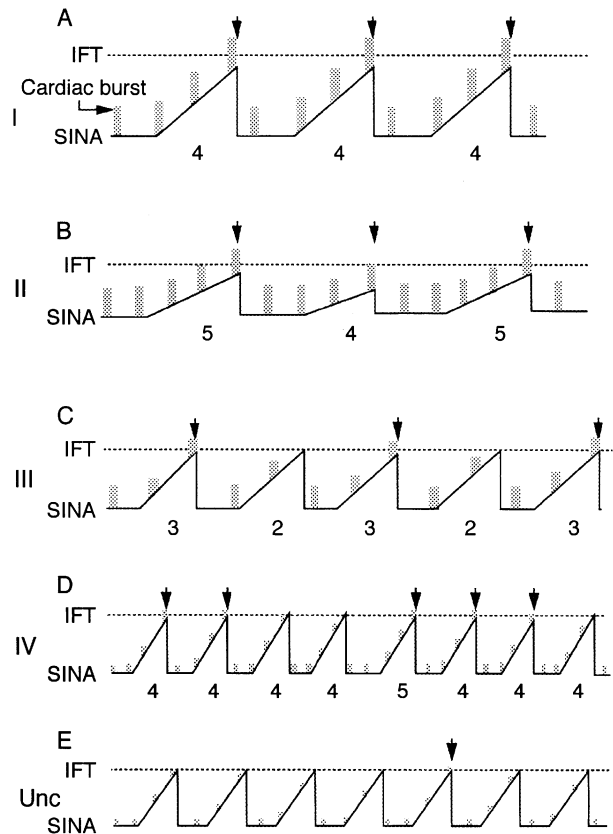 A
IFT
Cardiac burst
I
SINA
4 4 4
B
IFT
II
SINA
5 4 5
C
IFT
III
SINA
3 2 3 2 3
D
IFT
IV
SINA
4 4 4 4 5 4 4 4
E
IFT
Unc
SINA